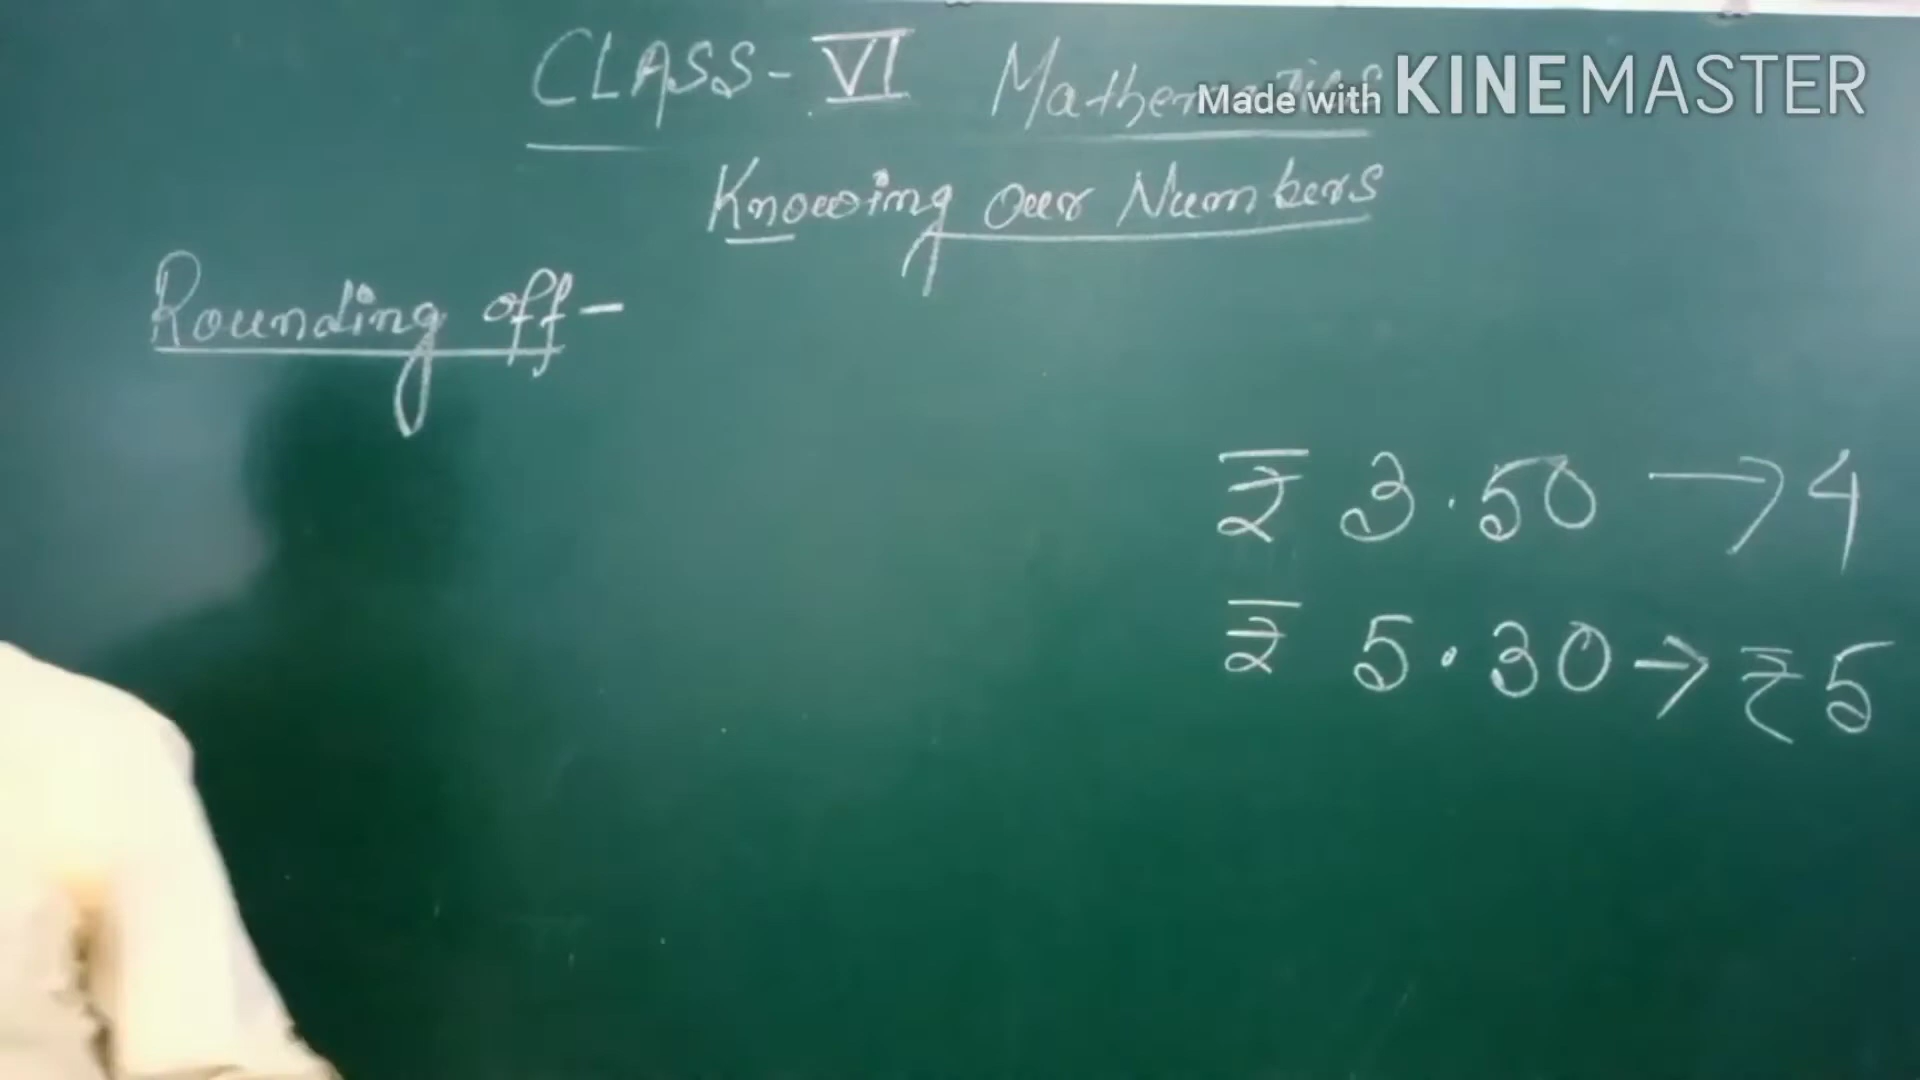 CLASS - VI Mathematics
Made with KINEMASTER
Knowing Our Numbers
Rounding off -
₹ 3.50 → 4
₹ 5.30 → ₹5